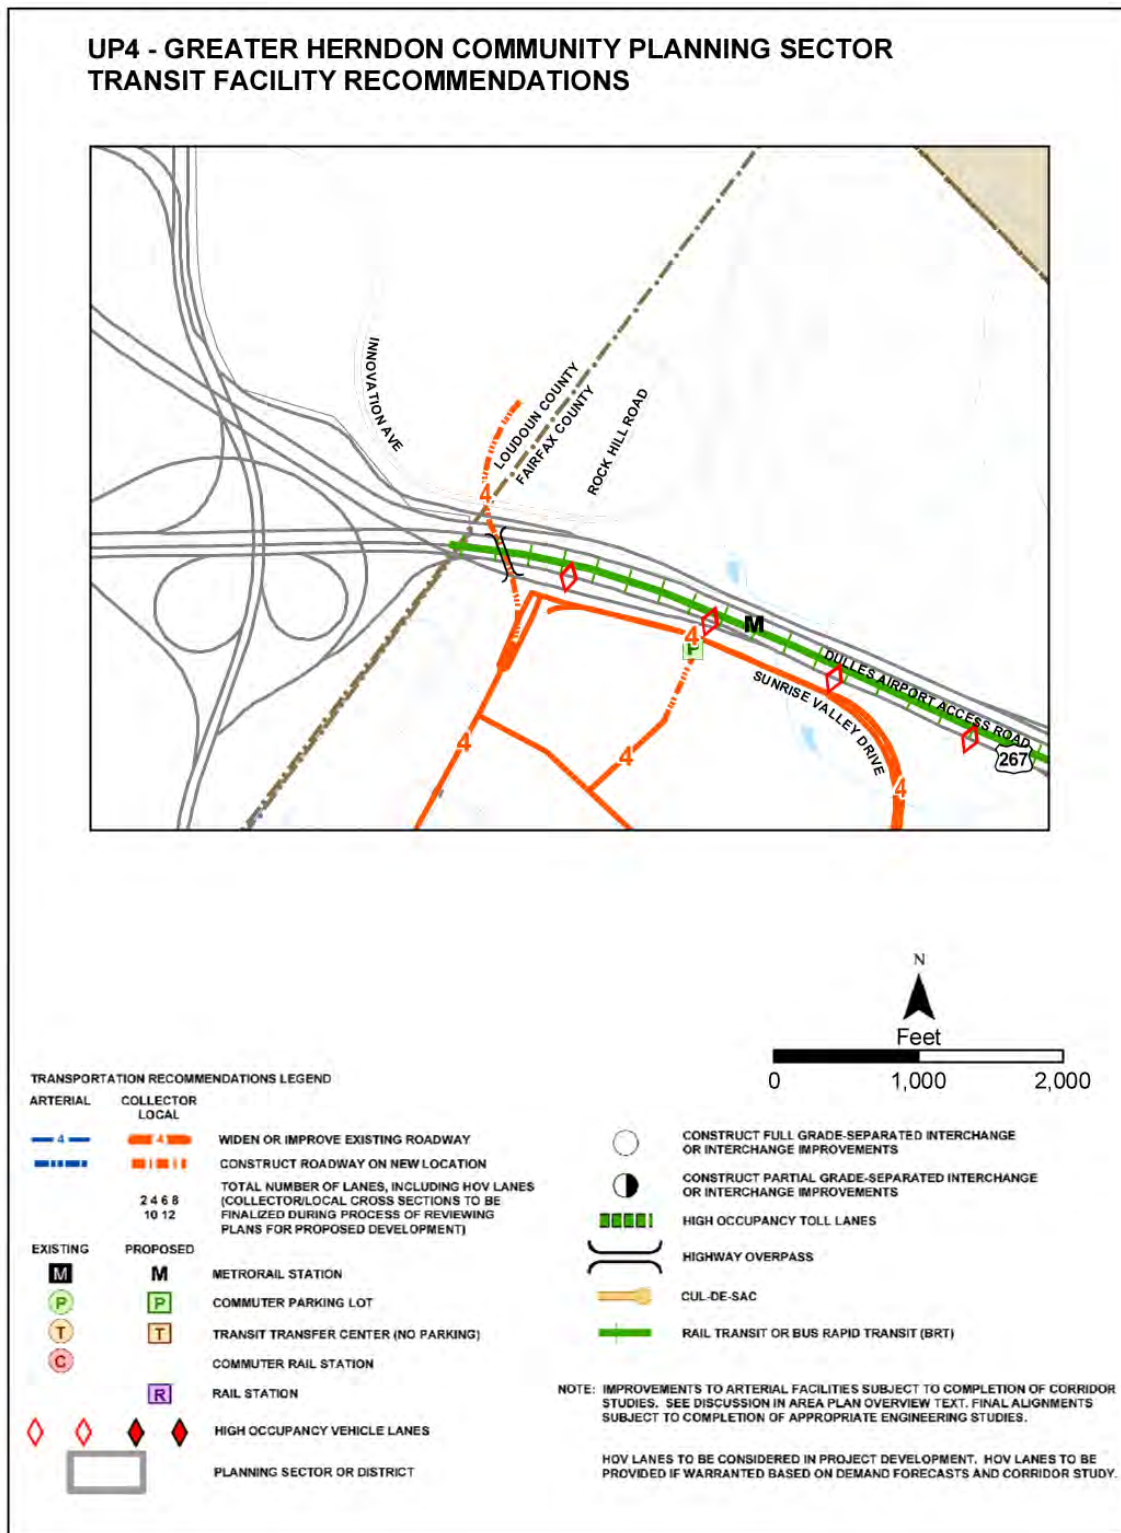 UP4 - GREATER HERNDON COMMUNITY PLANNING SECTOR
TRANSIT FACILITY RECOMMENDATIONS
INNOVATION AVE
LOUDOUN COUNTY
FAIRFAX COUNTY
ROCK HILL ROAD
4
M
4
P
DULLES AIRPORT ACCESS ROAD
SUNRISE VALLEY DRIVE
267
4
4
4
N
Feet
0 1,000 2,000
TRANSPORTATION RECOMMENDATIONS LEGEND
ARTERIAL COLLECTOR
LOCAL
4 4 WIDEN OR IMPROVE EXISTING ROADWAY
CONSTRUCT ROADWAY ON NEW LOCATION
2 4 6 8
10 12
TOTAL NUMBER OF LANES, INCLUDING HOV LANES
(COLLECTOR/LOCAL CROSS SECTIONS TO BE
FINALIZED DURING PROCESS OF REVIEWING
PLANS FOR PROPOSED DEVELOPMENT)
EXISTING PROPOSED
M M METRORAIL STATION
P P COMMUTER PARKING LOT
T T TRANSIT TRANSFER CENTER (NO PARKING)
C COMMUTER RAIL STATION
R RAIL STATION
HIGH OCCUPANCY VEHICLE LANES
PLANNING SECTOR OR DISTRICT
CONSTRUCT FULL GRADE-SEPARATED INTERCHANGE
OR INTERCHANGE IMPROVEMENTS
CONSTRUCT PARTIAL GRADE-SEPARATED INTERCHANGE
OR INTERCHANGE IMPROVEMENTS
HIGH OCCUPANCY TOLL LANES
HIGHWAY OVERPASS
CUL-DE-SAC
RAIL TRANSIT OR BUS RAPID TRANSIT (BRT)
NOTE: IMPROVEMENTS TO ARTERIAL FACILITIES SUBJECT TO COMPLETION OF CORRIDOR
STUDIES. SEE DISCUSSION IN AREA PLAN OVERVIEW TEXT. FINAL ALIGNMENTS
SUBJECT TO COMPLETION OF APPROPRIATE ENGINEERING STUDIES.
HOV LANES TO BE CONSIDERED IN PROJECT DEVELOPMENT. HOV LANES TO BE
PROVIDED IF WARRANTED BASED ON DEMAND FORECASTS AND CORRIDOR STUDY.